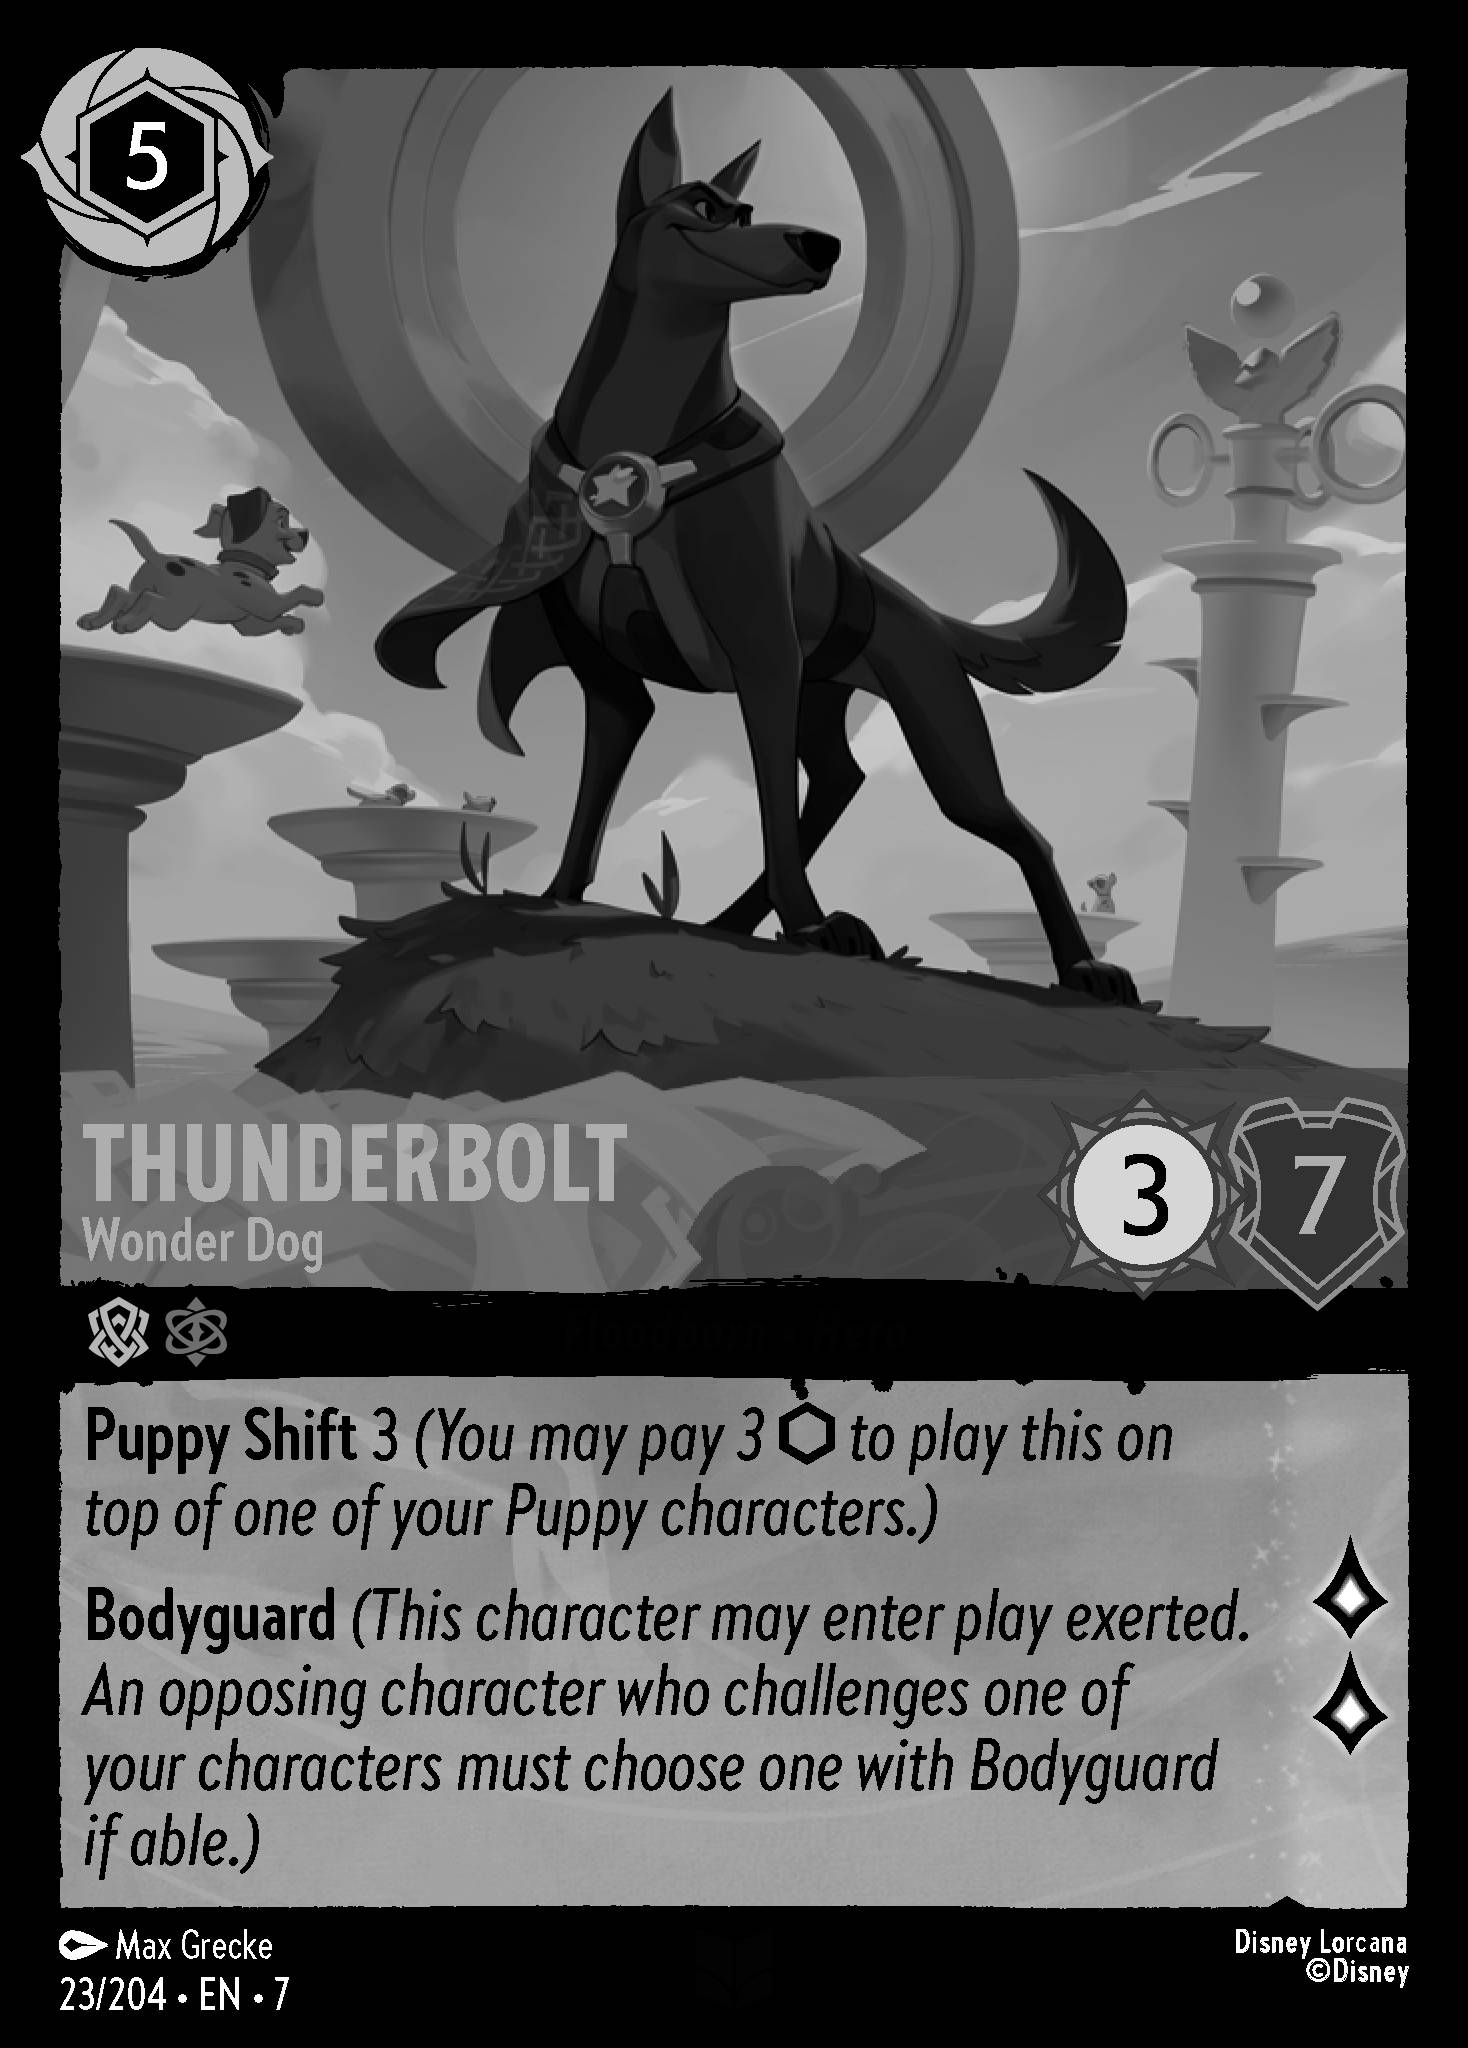 5
THUNDERBOLT
Wonder Dog
3
7
Floodborn • Hero
Puppy Shift 3 (You may pay 3 to play this on
top of one of your Puppy characters.)
Bodyguard (This character may enter play exerted.
An opposing character who challenges one of
your characters must choose one with Bodyguard
if able.)
Max Grecke
Disney Lorcana
23/204 • EN • 7
©Disney